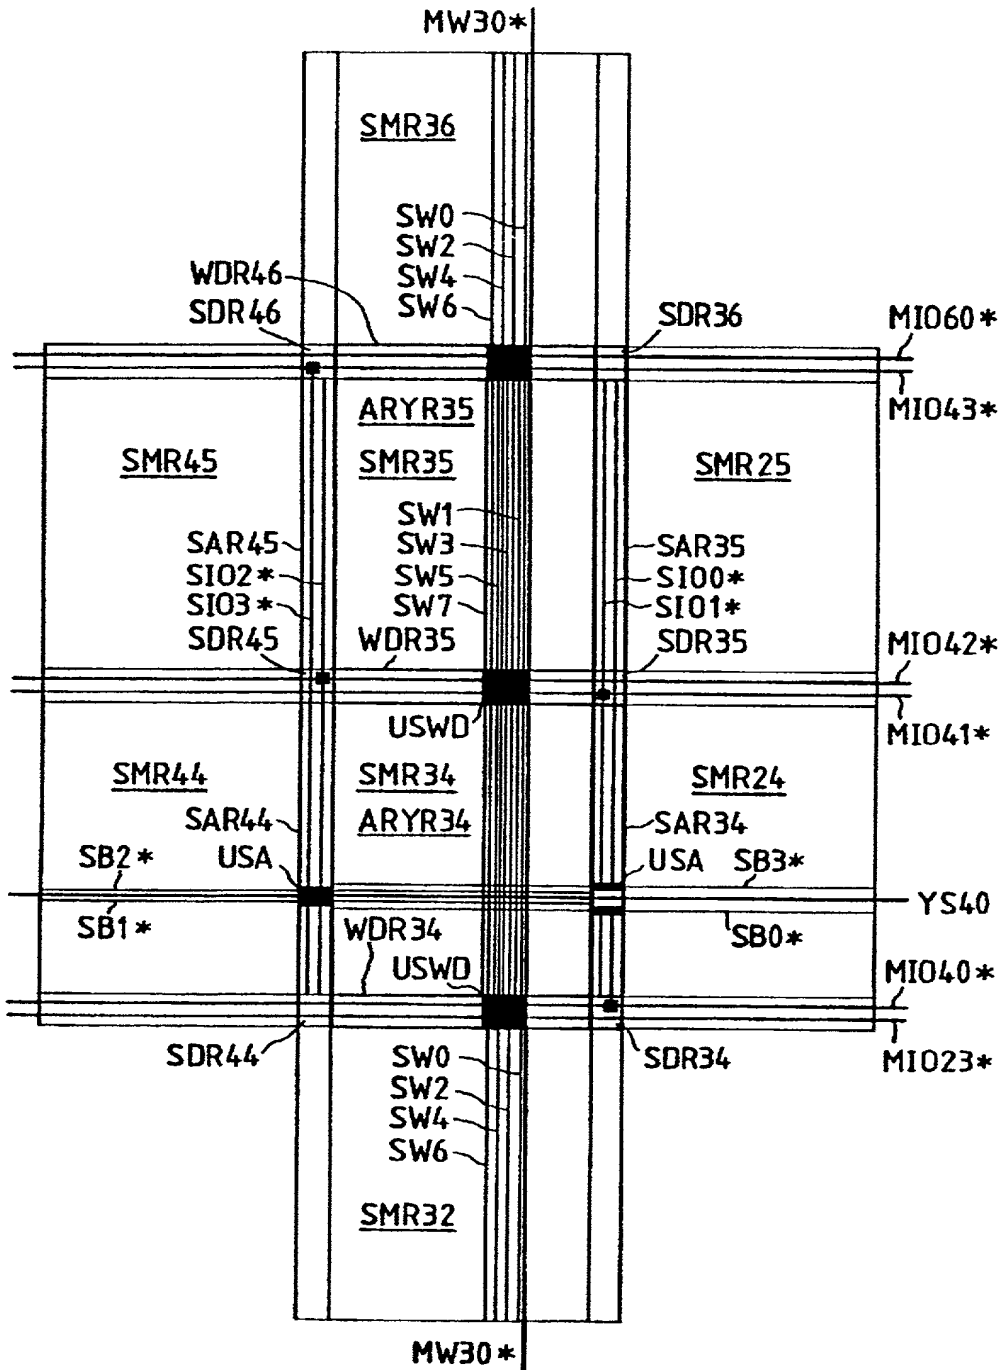 MW30*
SMR36
SW0
SW2
SW4
SW6
WDR46
SDR46
SDR36
MIO60*
MIO43*
ARYR35
SMR45
SMR35
SMR25
SW1
SW3
SW5
SW7
SAR45
SIO2*
SIO3*
SDR45
SAR35
SIO0*
SIO1*
SDR35
WDR35
MIO42*
MIO41*
USWD
SMR44
SMR34
SMR24
ARYR34
SAR44
SAR34
USA
USA
SB2*
SB3*
YS40
SB1*
SB0*
WDR34
USWD
MIO40*
MIO23*
SDR44
SDR34
SW0
SW2
SW4
SW6
SMR32
MW30*